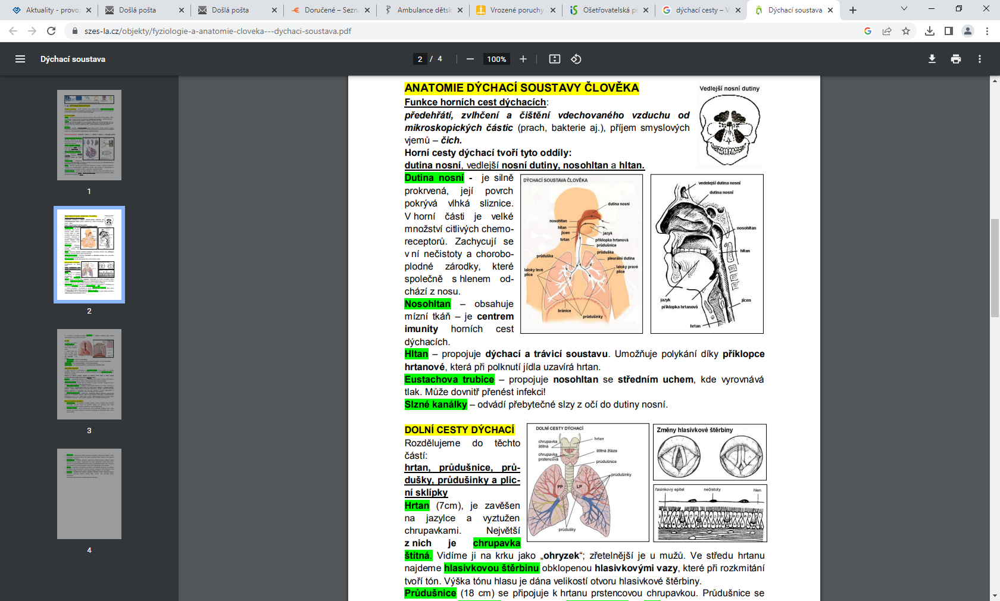 Aktuality - provoz
Došlá pošta
Došlá pošta
Doručené – Sezna
Ambulance dětsk
Vrozené poruchy
Ošetřovatelská p
dýchací cesty – V
Dýchací soustava
szes-la.cz/objekty/fyziologie-a-anatomie-cloveka---dychaci-soustava.pdf
Dýchací soustava
2 / 4
100%
1
2
3
4
ANATOMIE DÝCHACÍ SOUSTAVY ČLOVĚKA
Funkce horních cest dýchacích:
předehřátí, zvlhčení a čištění vdechovaného vzduchu od
mikroskopických částic (prach, bakterie aj.), příjem smyslových
vjemů – čich.
Horní cesty dýchací tvoří tyto oddíly:
dutina nosní, vedlejší nosní dutiny, nosohltan a hltan.
Vedlejší nosní dutiny
Dutina nosní - je silně
prokrvená, její povrch
pokrývá vlhká sliznice.
V horní části je velké
množství citlivých chemo-
receptorů. Zachycují se
v ní nečistoty a chorobo-
plodné zárodky, které
společně s hlenem od-
chází z nosu.
Nosohltan – obsahuje
mízní tkáň – je centrem
imunity horních cest
dýchacích.
DÝCHACÍ SOUSTAVA ČLOVĚKA
dutina nosní
nosohltan
hltan
jícen
hrtan
jazyk
příklopka hrtanová
průdušnice
průduška
průduška
pleurální dutina
laloky levé
plíce
laloky pravé
plíce
bránice
průdušinky
vedelejší dutina nosní
dutina nosní
nosohltan
hltan
jazyk
příklopka hrtanová
jícen
hrtan
Hltan – propojuje dýchací a trávicí soustavu. Umožňuje polykání díky příklopce
hrtanové, která při polknutí jídla uzavírá hrtan.
Eustachova trubice – propojuje nosohltan se středním uchem, kde vyrovnává
tlak. Může dovnitř přenést infekci!
Slzné kanálky – odvádí přebytečné slzy z očí do dutiny nosní.
DOLNÍ CESTY DÝCHACÍ
Rozdělujeme do těchto
částí:
hrtan, průdušnice, prů-
dušky, průdušinky a plic-
ní sklípky
Hrtan (7cm), je zavěšen
na jazylce a vyztužen
chrupavkami. Největší
z nich je chrupavka
DOLNÍ CESTY DÝCHACÍ
chrupavka
štítná
hrtan
štítná žláza
chrupavka
prstencová
průdušnice
průdušinky
PP
LP
průdušky
Změny hlasivkové štěrbiny
řasinkový epitel
nečistoty
hlen
štítná. Vidíme ji na krku jako „ohryzek“; zřetelnější je u mužů. Ve středu hrtanu
najdeme hlasivkovou štěrbinu obklopenou hlasivkovými vazy, které při rozkmitání
tvoří tón. Výška tónu hlasu je dána velikostí otvoru hlasivkové štěrbiny.
Průdušnice (18 cm) se připojuje k hrtanu prstencovou chrupavkou. Průdušnice se